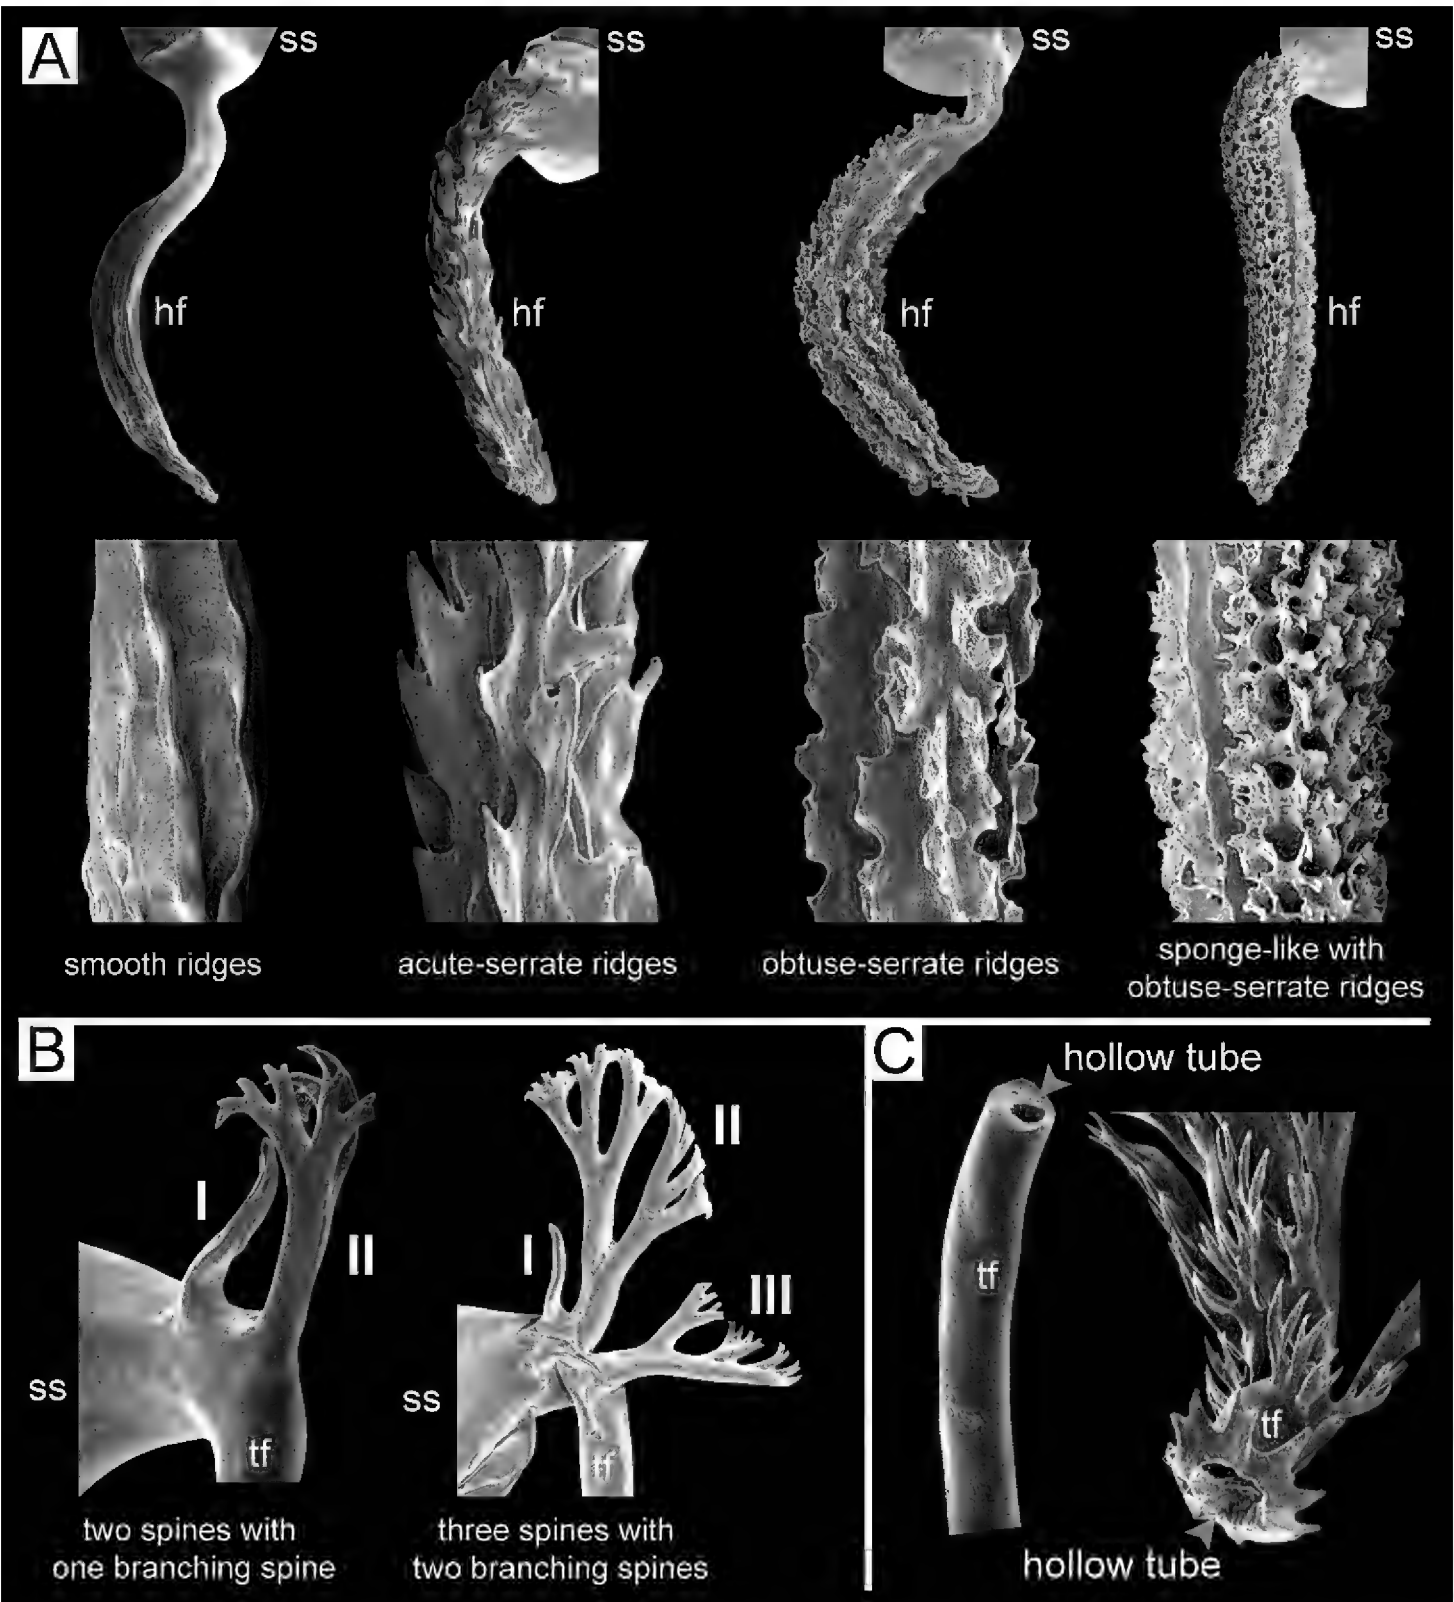 A
ss
ss
ss
ss
hf
hf
hf
hf
smooth ridges
acute-serrate ridges
obtuse-serrate ridges
sponge-like with
obtuse-serrate ridges
B
I
II
ss
tf
two spines with
one branching spine
I
II
III
ss
tf
three spines with
two branching spines
C
hollow tube
tf
tf
hollow tube